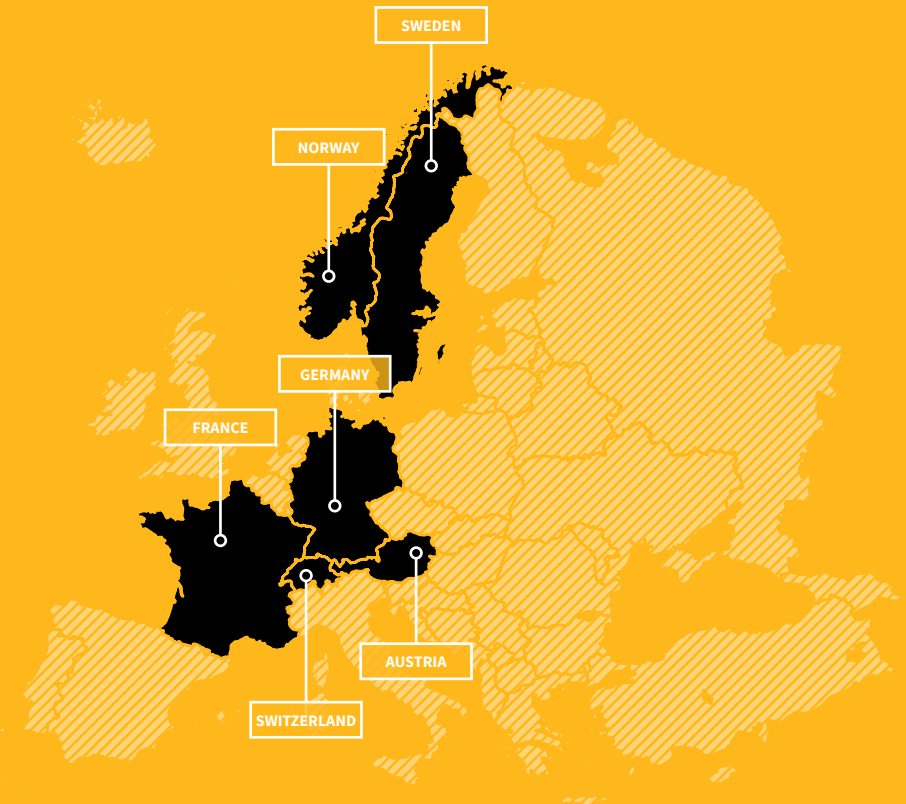 SWEDEN
NORWAY
GERMANY
FRANCE
AUSTRIA
SWITZERLAND